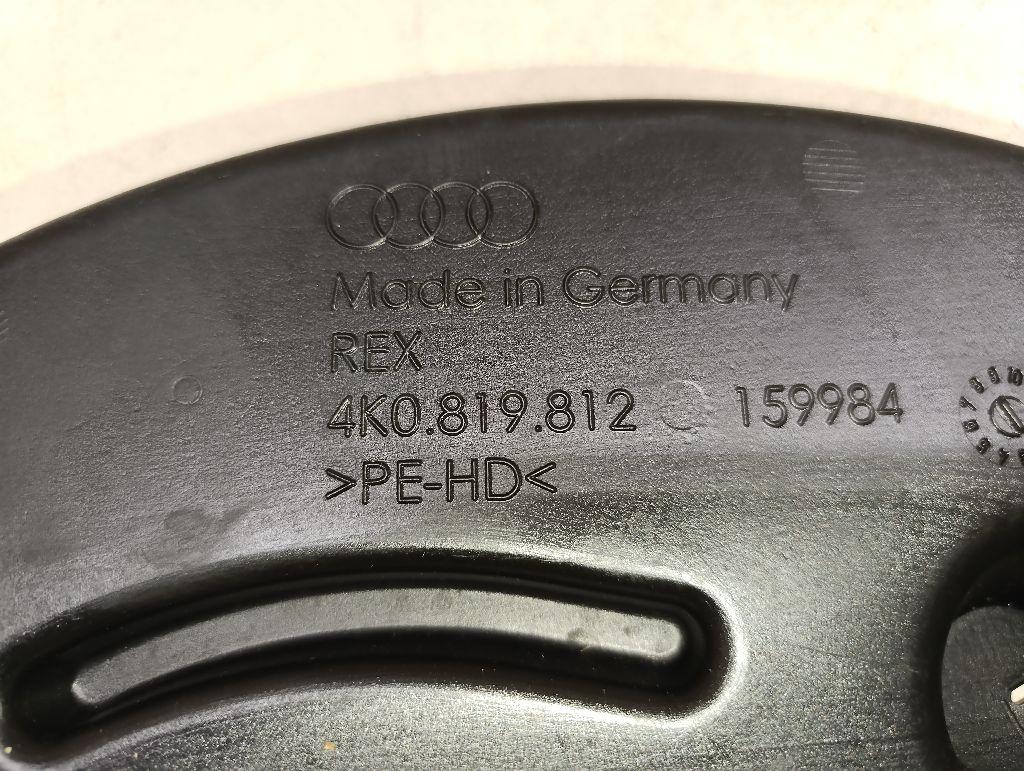 Made in Germany
REX
4K0.819.812 159984
>PE-HD<